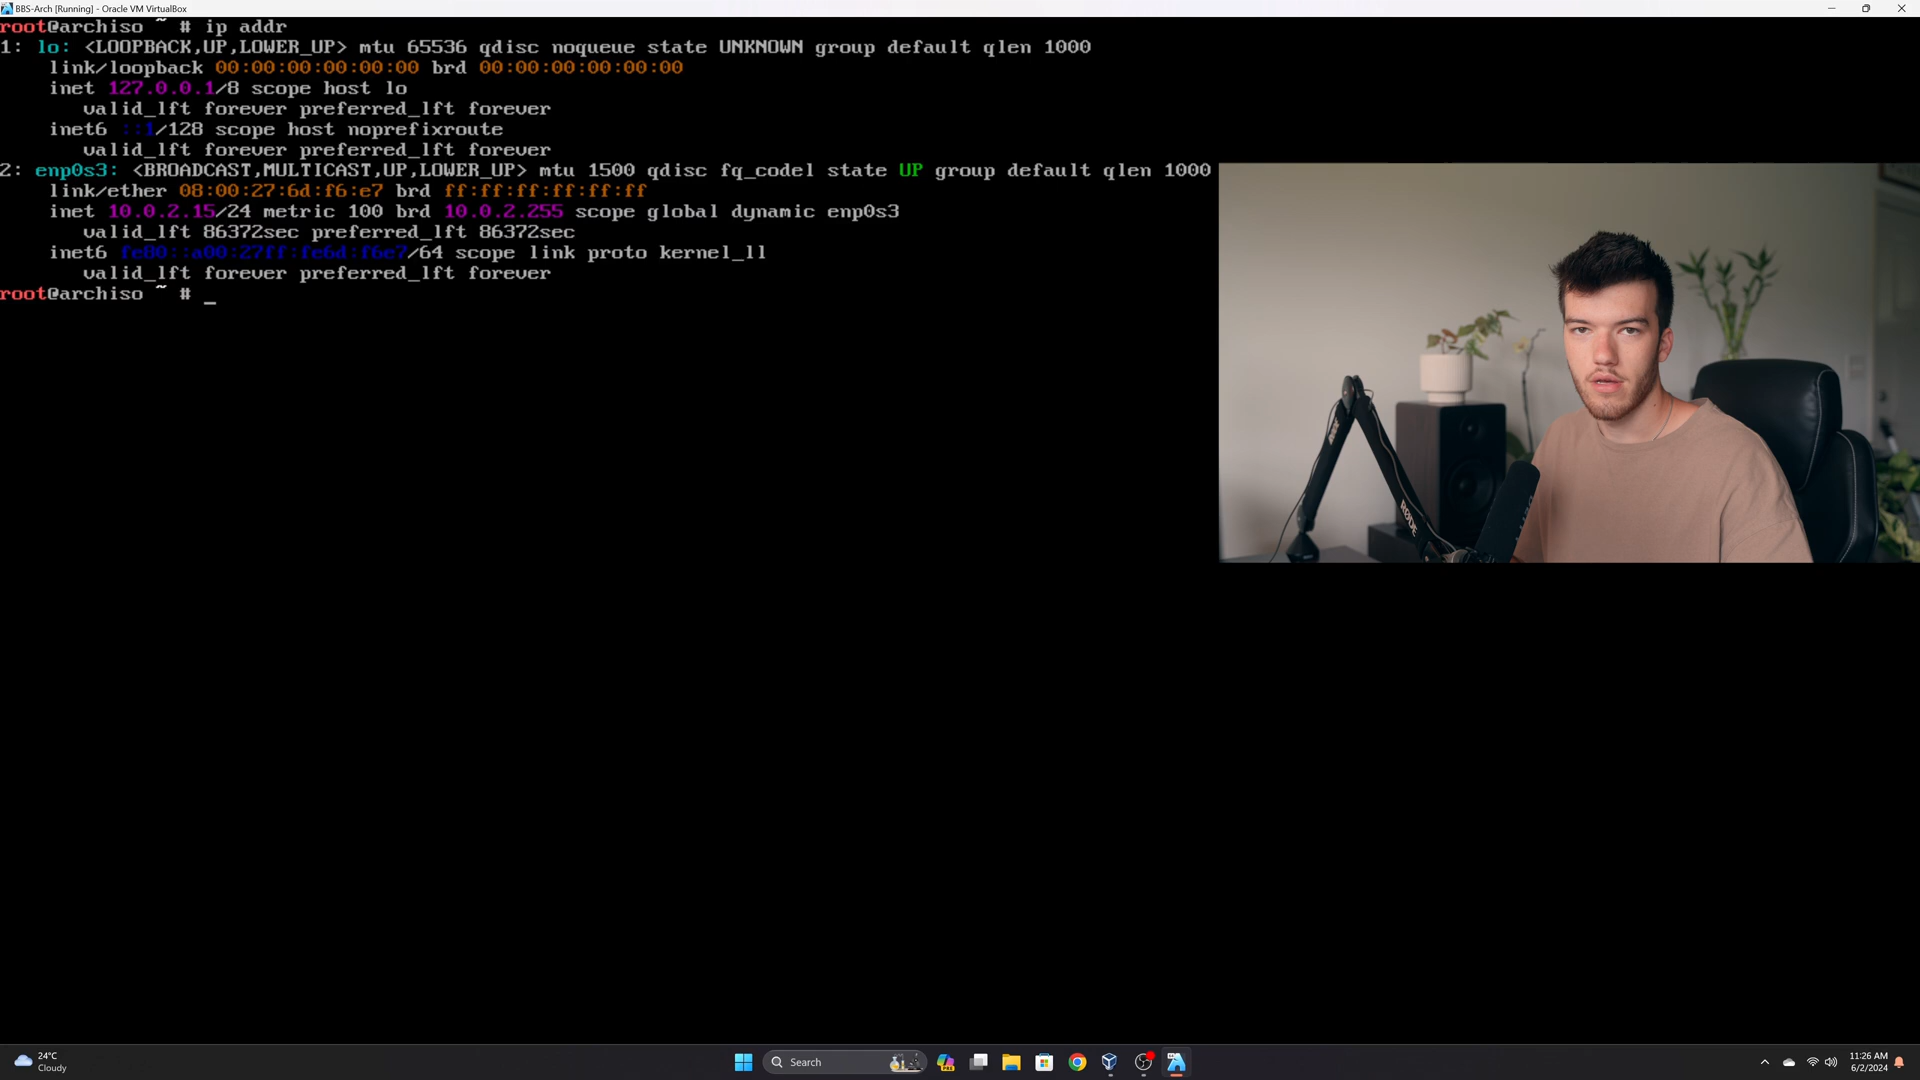 BBS-Arch [Running] - Oracle VM VirtualBox
root@archiso ~ # ip addr
1: lo: <LOOPBACK,UP,LOWER_UP> mtu 65536 qdisc noqueue state UNKNOWN group default qlen 1000
link/loopback 00:00:00:00:00:00 brd 00:00:00:00:00:00
inet 127.0.0.1/8 scope host lo
valid_lft forever preferred_lft forever
inet6 ::1/128 scope host noprefixroute
valid_lft forever preferred_lft forever
2: enp0s3: <BROADCAST,MULTICAST,UP,LOWER_UP> mtu 1500 qdisc fq_codel state UP group default qlen 1000
link/ether 08:00:27:6d:f6:e7 brd ff:ff:ff:ff:ff:ff
inet 10.0.2.15/24 metric 100 brd 10.0.2.255 scope global dynamic enp0s3
valid_lft 86372sec preferred_lft 86372sec
inet6 fe80::a00:27ff:fe6d:f6e7/64 scope link proto kernel_ll
valid_lft forever preferred_lft forever
root@archiso ~ # _
RØDE
24°C
Cloudy
Search
11:26 AM
6/2/2024